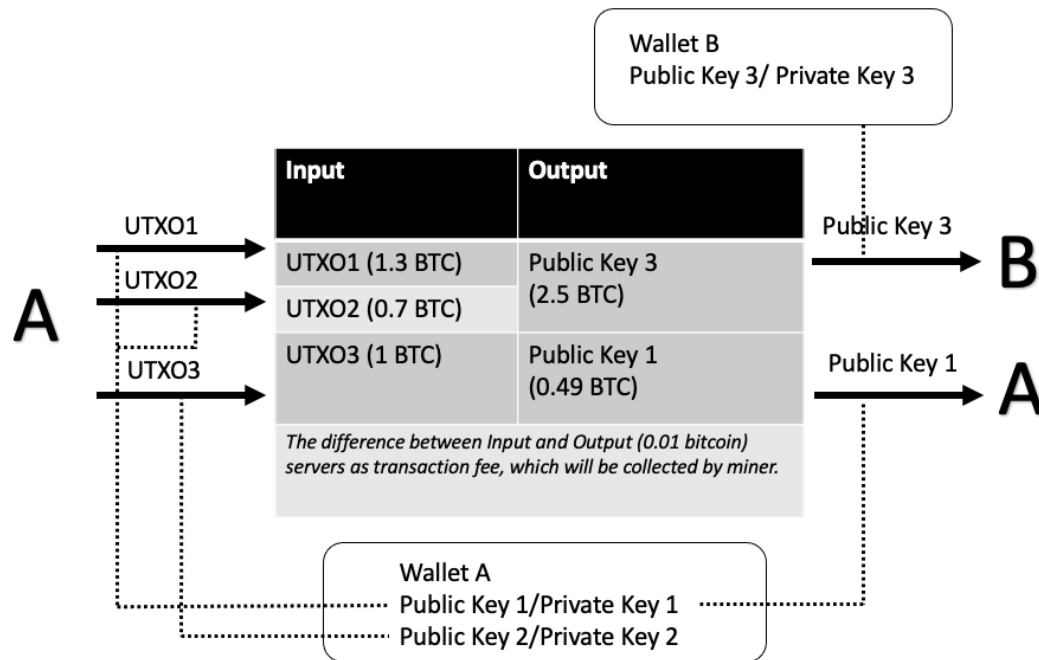 Wallet B
Public Key 3/ Private Key 3
Input
Output
UTXO1
UTXO1 (1.3 BTC)
Public Key 3
(2.5 BTC)
Public Key 3
B
UTXO2
UTXO2 (0.7 BTC)
A
UTXO3
UTXO3 (1 BTC)
Public Key 1
(0.49 BTC)
Public Key 1
A
The difference between Input and Output (0.01 bitcoin)
servers as transaction fee, which will be collected by miner.
Wallet A
Public Key 1/Private Key 1
Public Key 2/Private Key 2